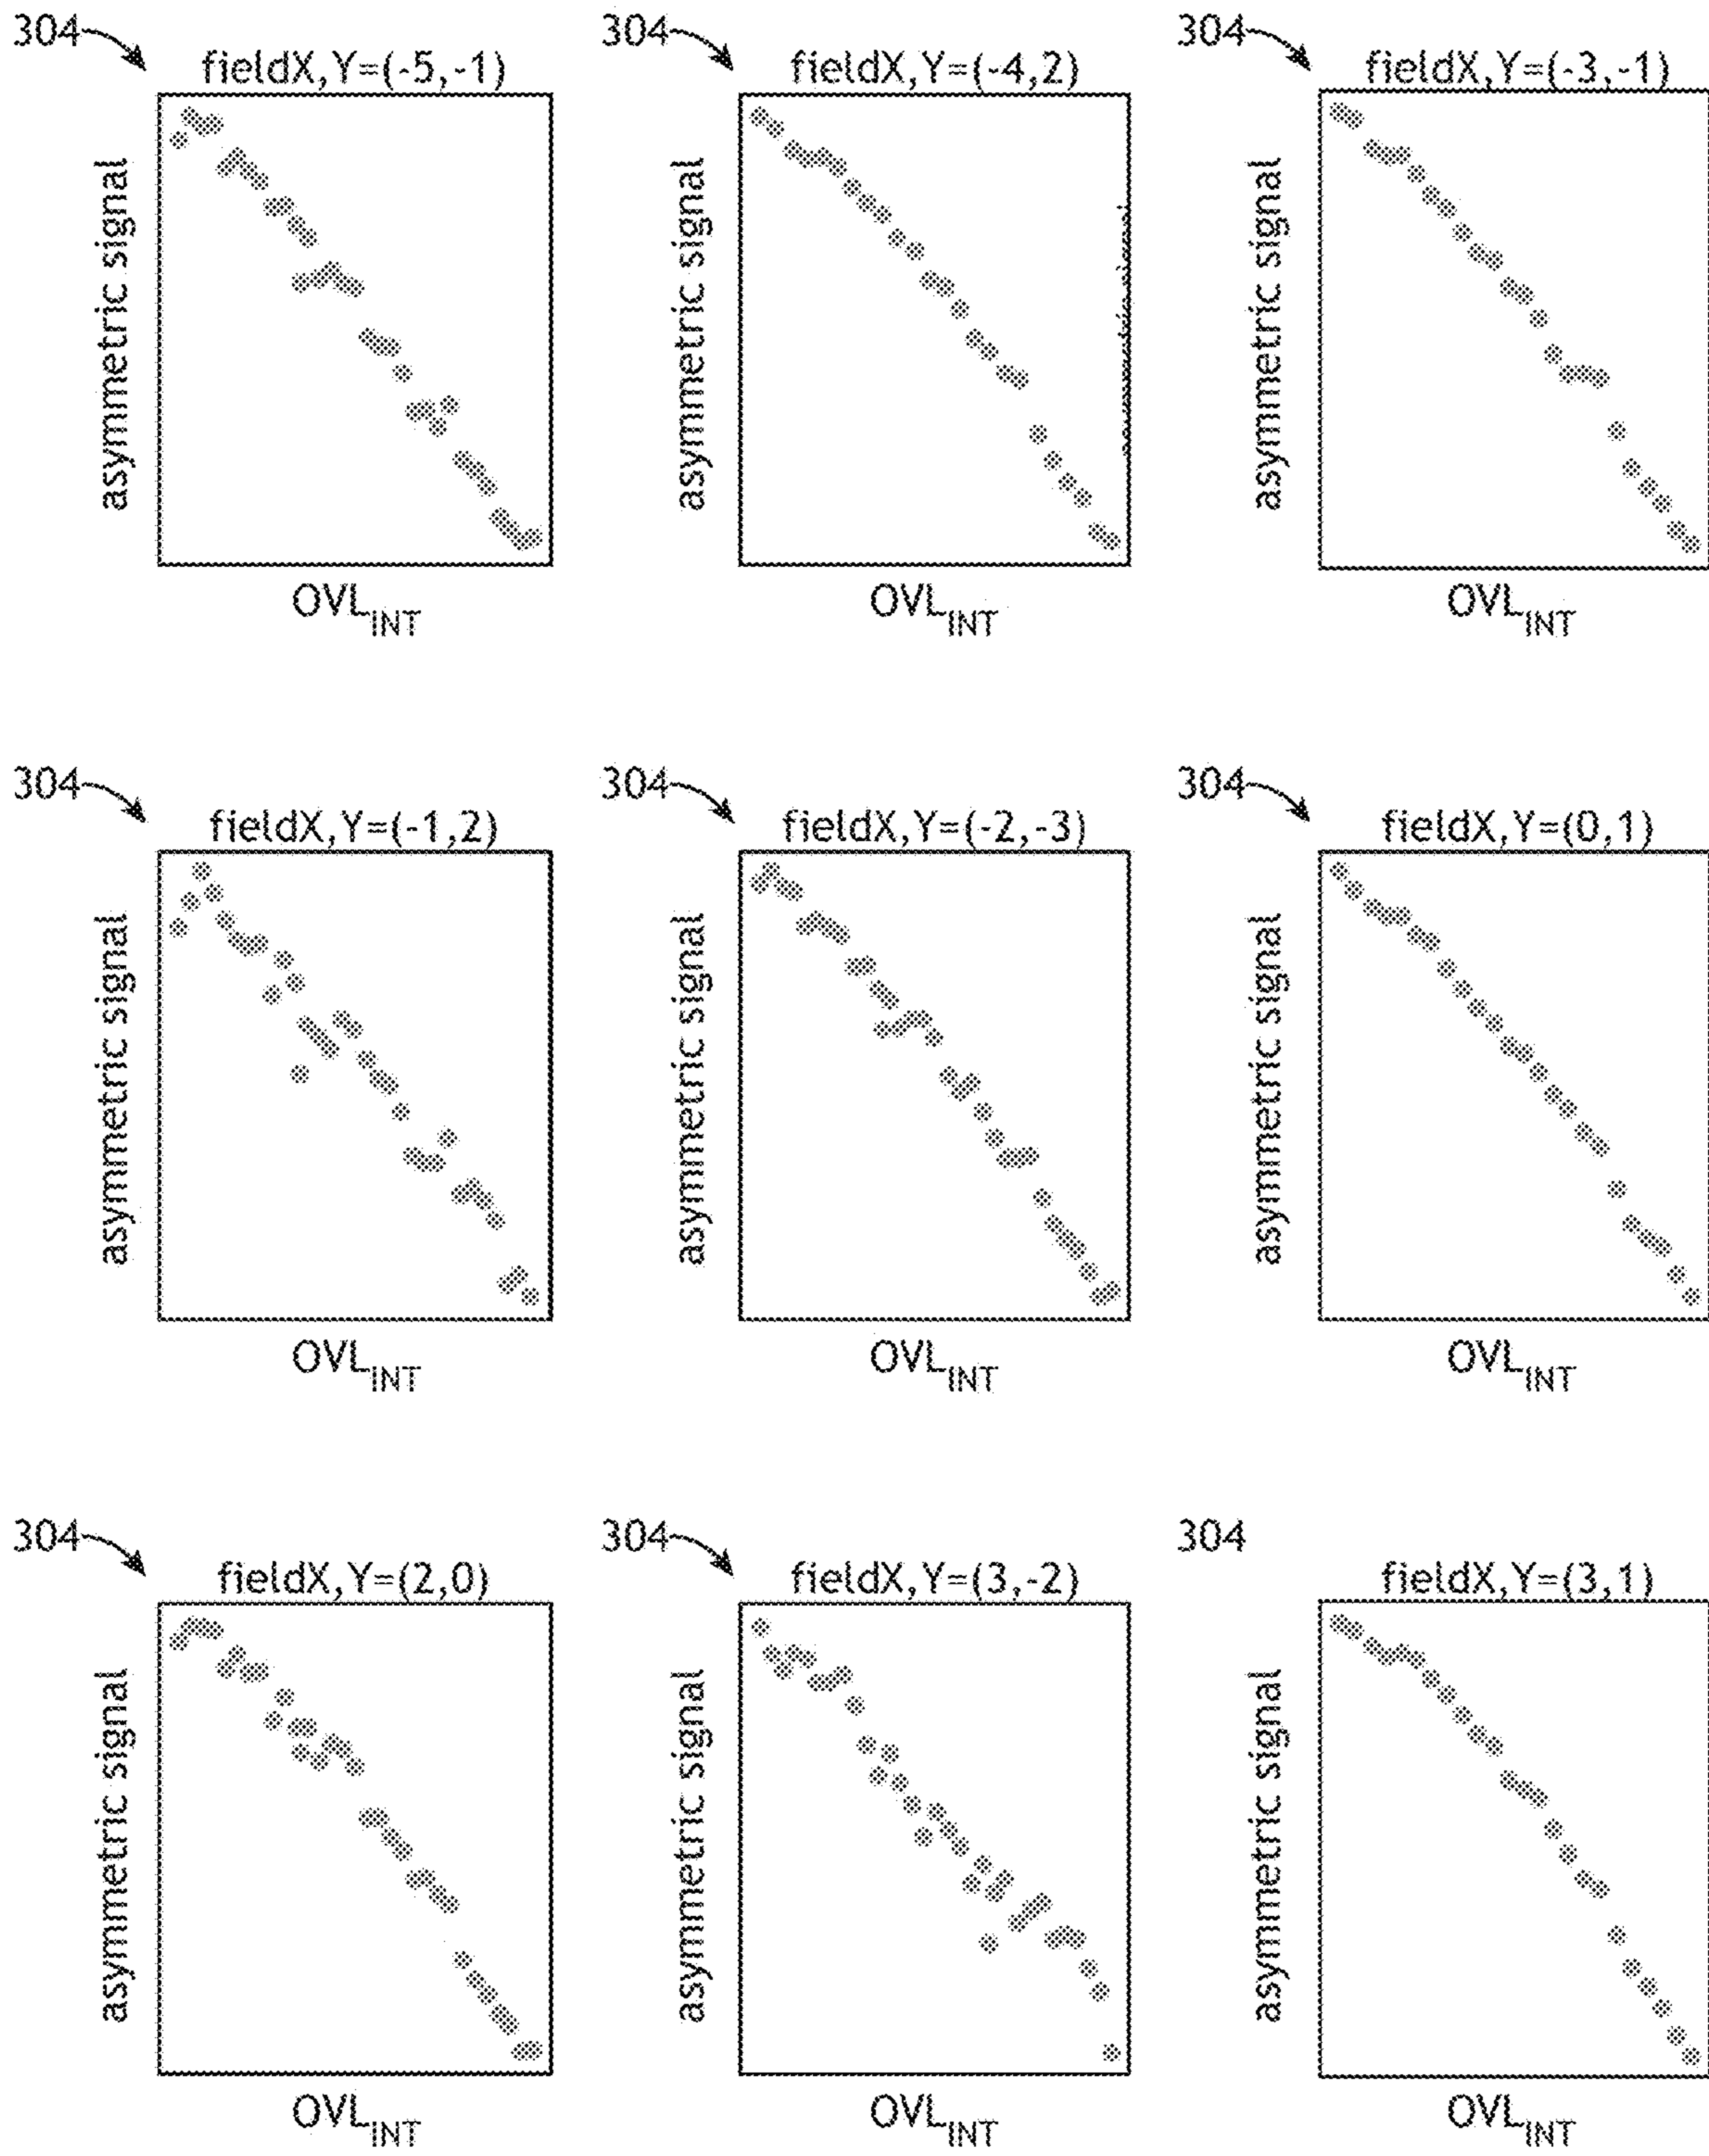 304 304 304
fieldX,Y=(-5,-1) fieldX,Y=(-4,2) fieldX,Y=(-3,-1)
asymmetric signal asymmetric signal asymmetric signal
OVLINT OVLINT OVLINT
304 304 304
fieldX,Y=(-1,2) fieldX,Y=(-2,-3) fieldX,Y=(0,1)
asymmetric signal asymmetric signal asymmetric signal
OVLINT OVLINT OVLINT
304 304 304
fieldX,Y=(2,0) fieldX,Y=(3,-2) fieldX,Y=(3,1)
asymmetric signal asymmetric signal asymmetric signal
OVLINT OVLINT OVLINT